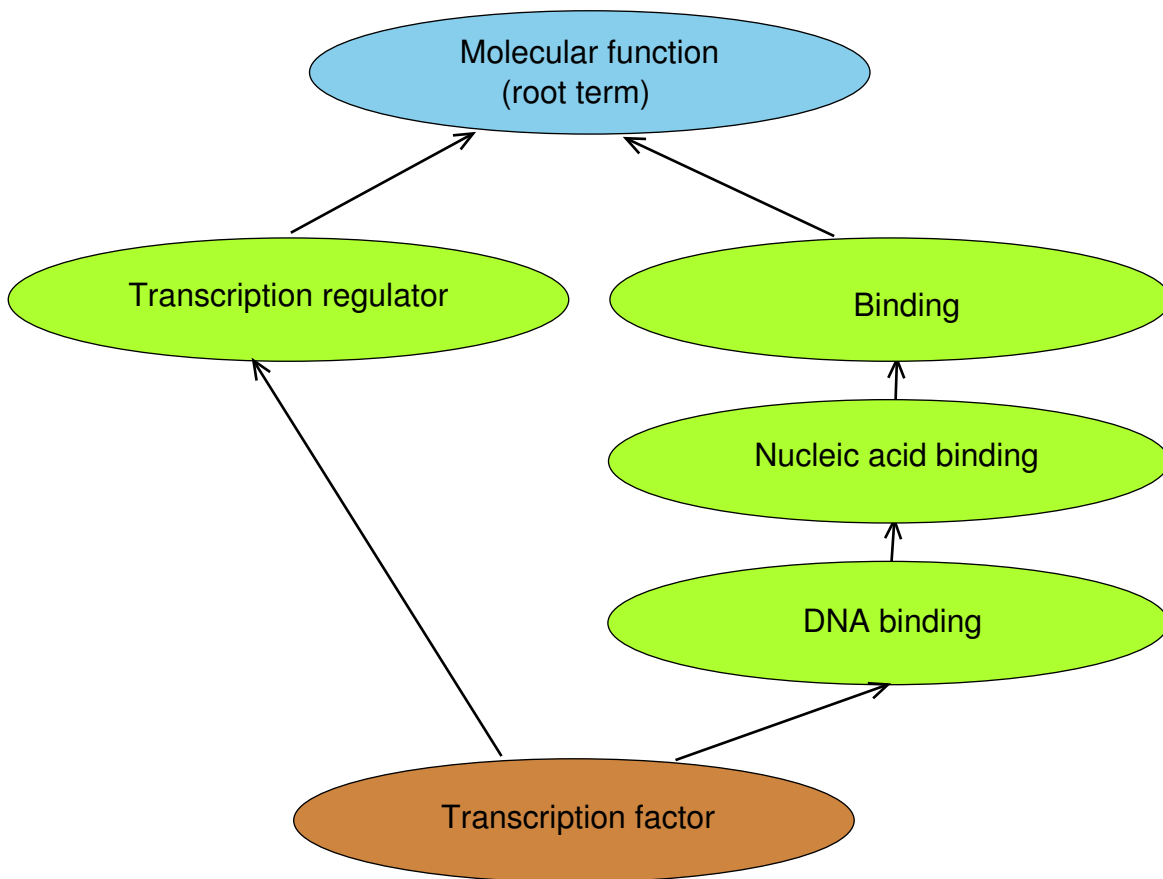 Molecular function
(root term)
Transcription regulator
Binding
Nucleic acid binding
DNA binding
Transcription factor